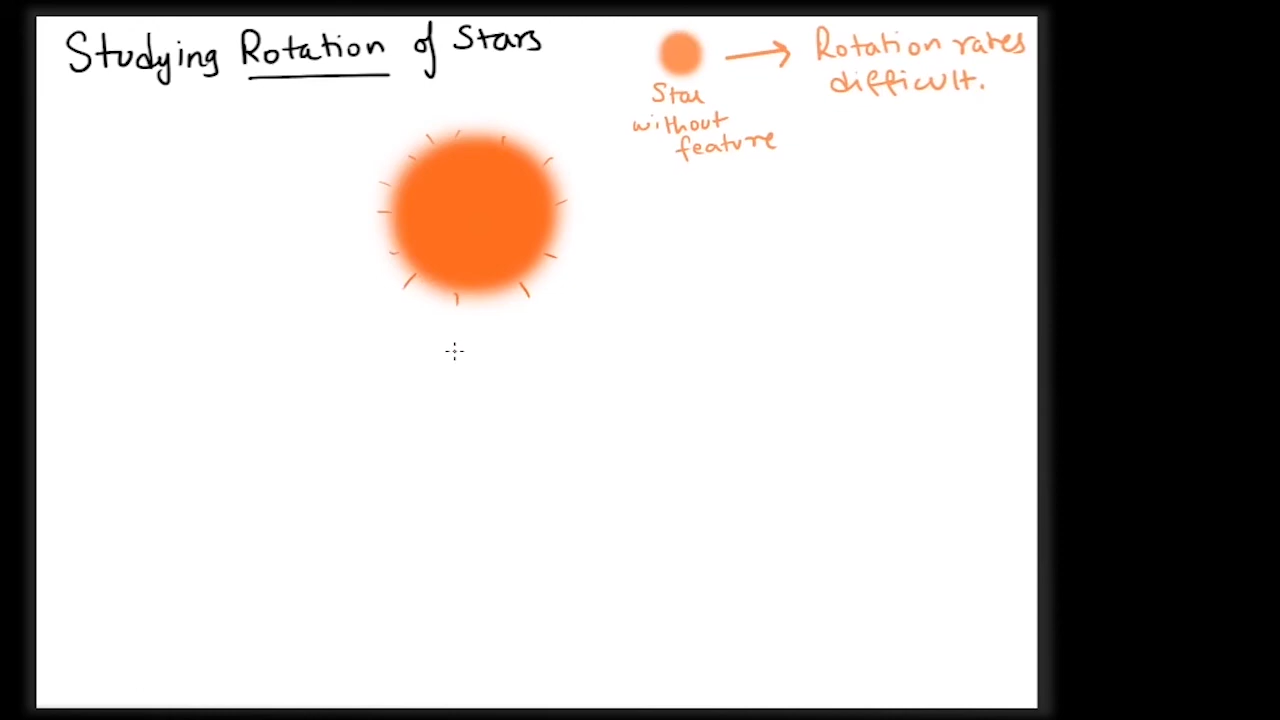 Studying Rotation of Stars
Rotation rates
difficult.
Star
without
feature